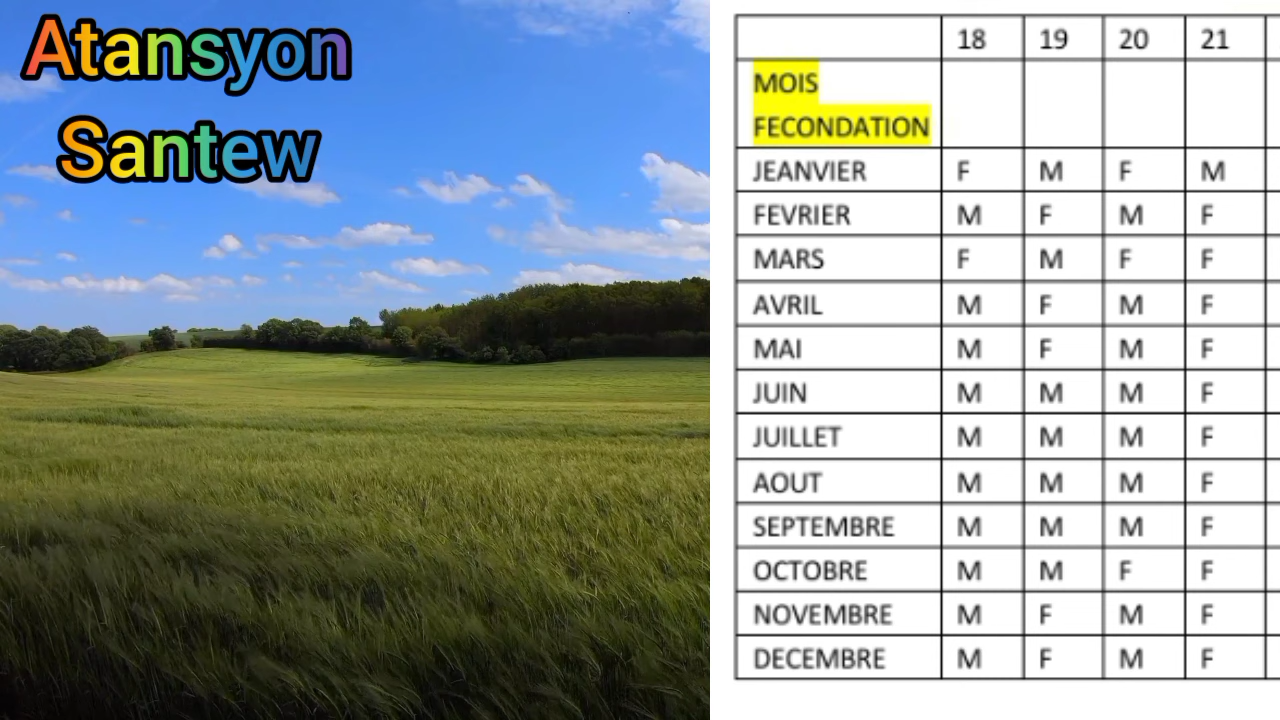 Atansyon
Santew
18 19 20 21
MOIS
FECONDATION
JEANVIER F M F M
FEVRIER M F M F
MARS F M F F
AVRIL M F M F
MAI M F M F
JUIN M M M F
JUILLET M M M F
AOUT M M M F
SEPTEMBRE M M M F
OCTOBRE M M F F
NOVEMBRE M F M F
DECEMBRE M F M F